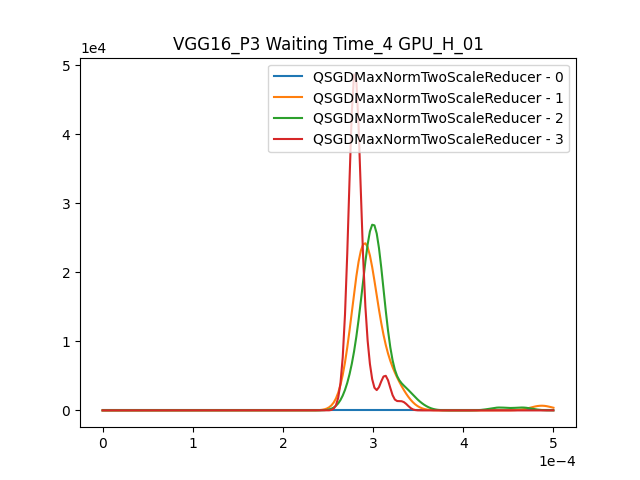 VGG16_P3 Waiting Time_4 GPU_H_01
1e4
QSGDMaxNormTwoScaleReducer - 0
QSGDMaxNormTwoScaleReducer - 1
QSGDMaxNormTwoScaleReducer - 2
QSGDMaxNormTwoScaleReducer - 3
5
4
3
2
1
0
0
1
2
3
4
5
1e−4